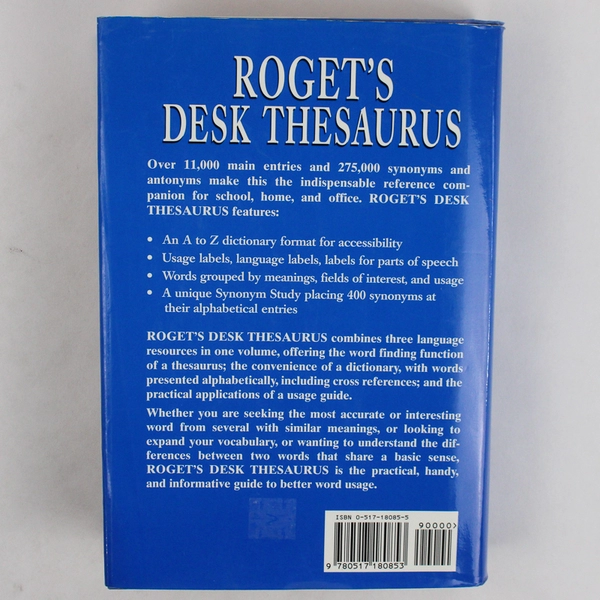 ROGET'S
DESK THESAURUS
Over 11,000 main entries and 275,000 synonyms and
antonyms make this the indispensable reference com-
panion for school, home, and office. ROGET'S DESK
THESAURUS features:
• An A to Z dictionary format for accessibility
• Usage labels, language labels, labels for parts of speech
• Words grouped by meanings, fields of interest, and usage
• A unique Synonym Study placing 400 synonyms at
their alphabetical entries
ROGET'S DESK THESAURUS combines three language
resources in one volume, offering the word finding function
of a thesaurus; the convenience of a dictionary, with words
presented alphabetically, including cross references; and the
practical applications of a usage guide.
Whether you are seeking the most accurate or interesting
word from several with similar meanings, or looking to
expand your vocabulary, or wanting to understand the dif-
ferences between two words that share a basic sense,
ROGET'S DESK THESAURUS is the practical, handy,
and informative guide to better word usage.
ISBN 0-517-18085-5
90000>
9 780517 180853